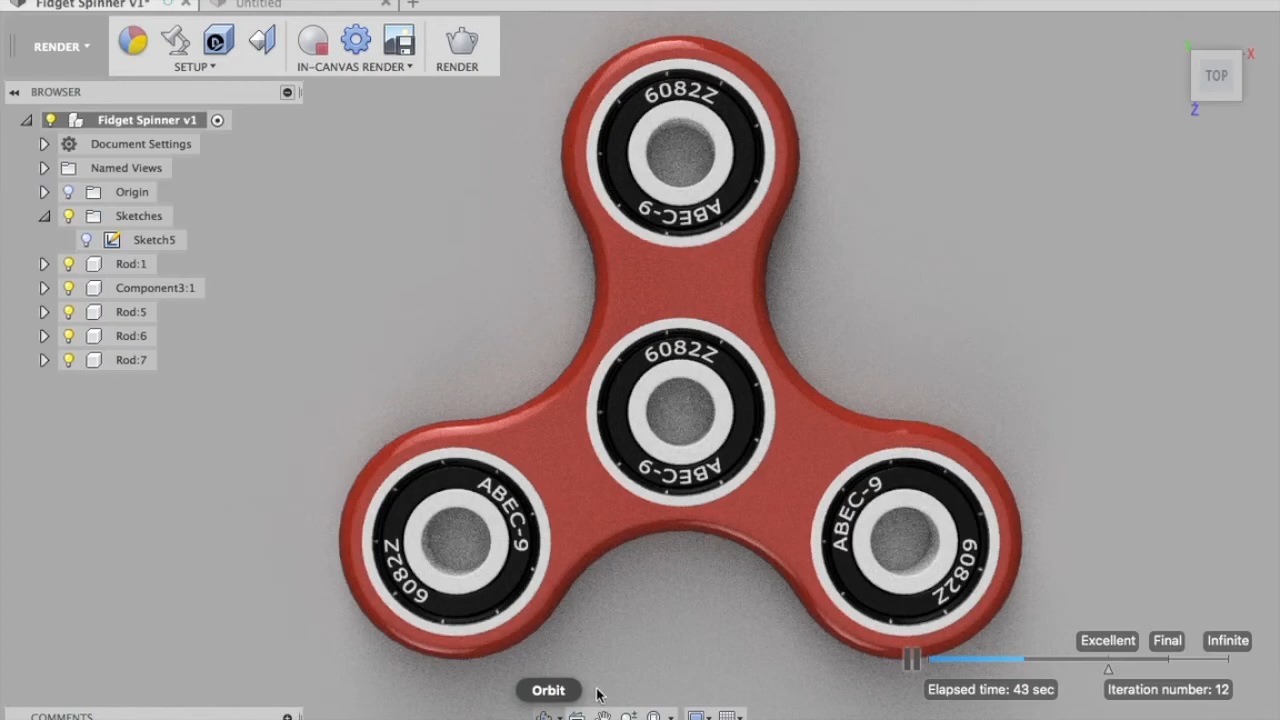 Fidget Spinner v1*
Untitled
RENDER
SETUP
IN-CANVAS RENDER
RENDER
TOP
X
Z
BROWSER
Fidget Spinner v1
Document Settings
Named Views
Origin
Sketches
Sketch5
Rod:1
Component3:1
Rod:5
Rod:6
Rod:7
6082Z
ABEC-9
6082Z
ABEC-9
ABEC-9
6082Z
ABEC-9
6082Z
Excellent
Final
Infinite
Elapsed time: 43 sec
Iteration number: 12
Orbit
COMMENTS